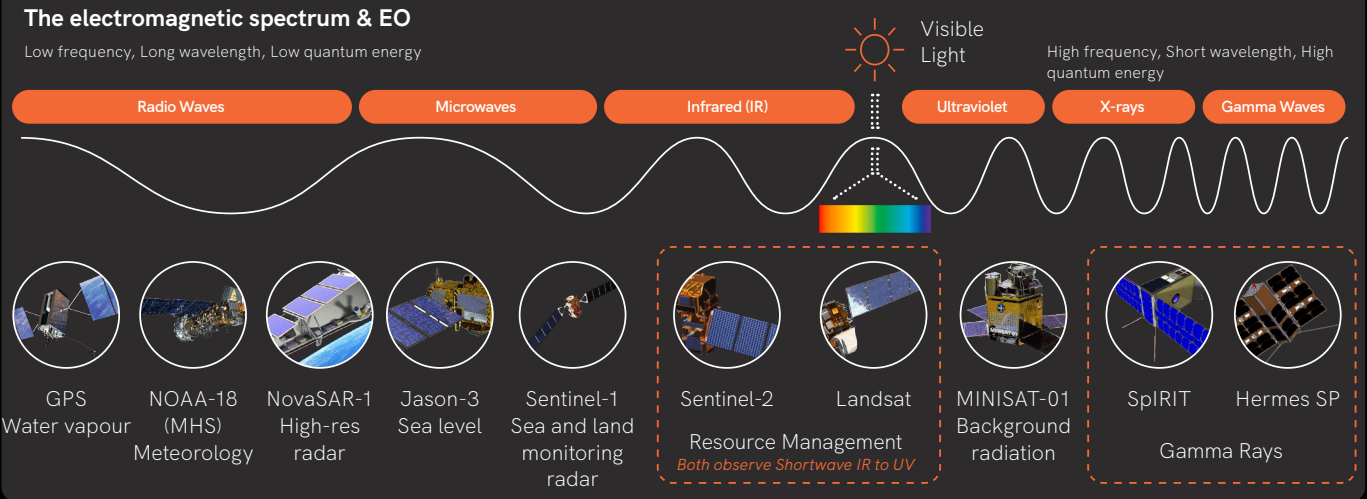 The electromagnetic spectrum & EO
Low frequency, Long wavelength, Low quantum energy
Visible
Light
High frequency, Short wavelength, High
quantum energy
Radio Waves
Microwaves
Infrared (IR)
Ultraviolet
X-rays
Gamma Waves
GPS
Water vapour
NOAA-18
(MHS)
Meteorology
NovaSAR-1
High-res
radar
Jason-3
Sea level
Sentinel-1
Sea and land
monitoring
radar
Sentinel-2
Landsat
Resource Management
Both observe Shortwave IR to UV
MINISAT-01
Background
radiation
SpIRIT
Hermes SP
Gamma Rays